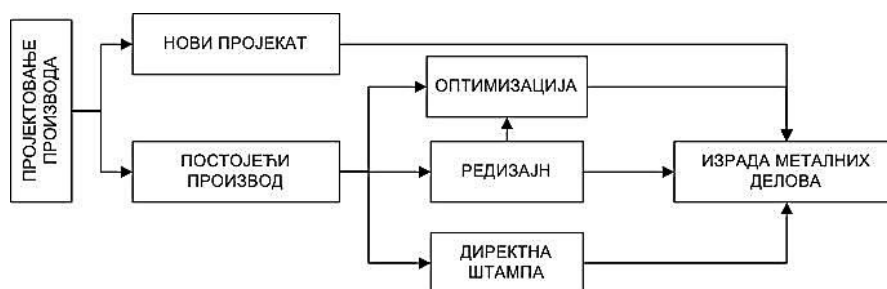 ПРОЈЕКТОВАЊЕ
ПРОИЗВОДА
НОВИ ПРОЈЕКАТ
ПОСТОЈЕЋИ
ПРОИЗВОД
ОПТИМИЗАЦИЈА
РЕДИЗАЈН
ДИРЕКТНА
ШТАМПА
ИЗРАДА МЕТАЛНИХ
ДЕЛОВА